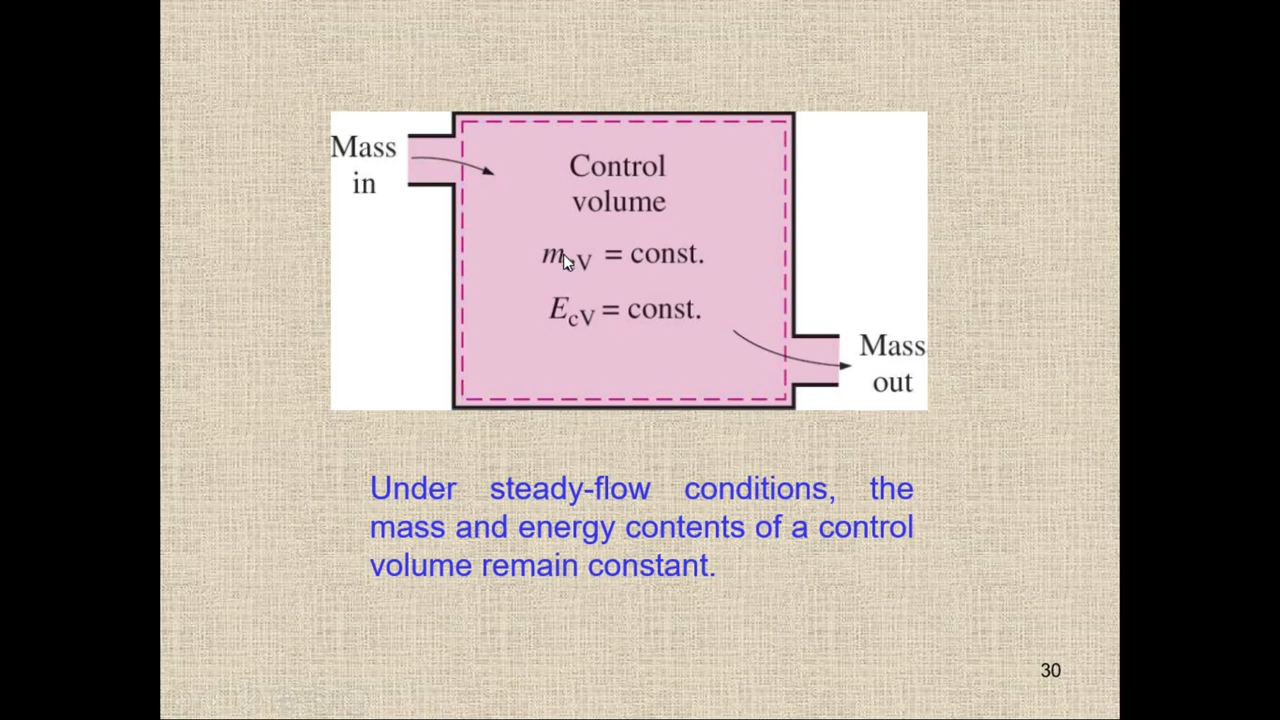 Mass
in
Control
volume
m V = const.
EcV = const.
Mass
out
Under steady-flow conditions, the
mass and energy contents of a control
volume remain constant.
30